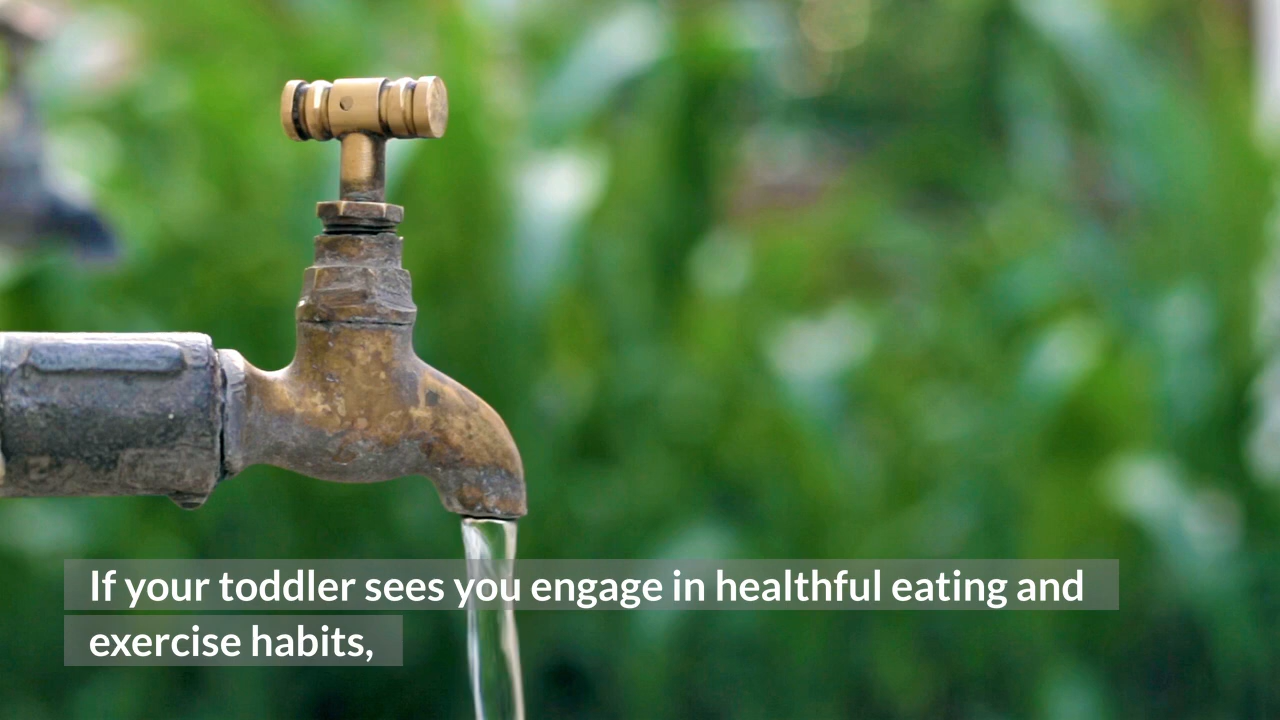 If your toddler sees you engage in healthful eating and
exercise habits,